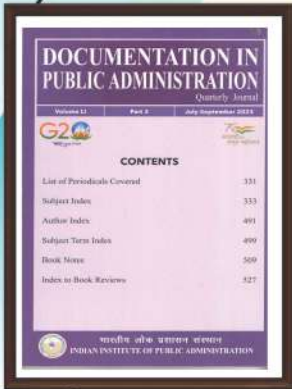 DOCUMENTATION IN
PUBLIC ADMINISTRATION
Quarterly Journal
Volume LI Part 3 July-September 2023
G20
CONTENTS
List of Periodicals Covered 331
Subject Index 333
Author Index 491
Subject Term Index 499
Book Notes 509
Index to Book Reviews 527
भारतीय लोक प्रशासन संस्थान
INDIAN INSTITUTE OF PUBLIC ADMINISTRATION